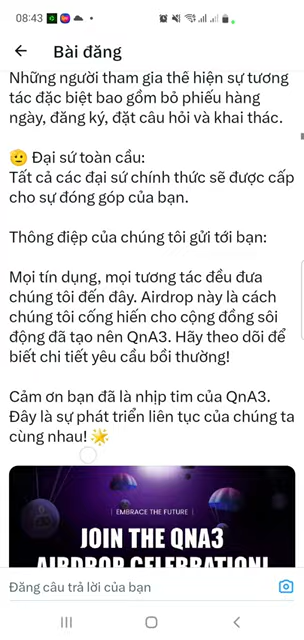 08:43
Bài đăng
Những người tham gia thể hiện sự tương
tác đặc biệt bao gồm bỏ phiếu hàng
ngày, đăng ký, đặt câu hỏi và khai thác.
🫡 Đại sứ toàn cầu:
Tất cả các đại sứ chính thức sẽ được cấp
cho sự đóng góp của bạn.
Thông điệp của chúng tôi gửi tới bạn:
Mọi tín dụng, mọi tương tác đều đưa
chúng tôi đến đây. Airdrop này là cách
chúng tôi cống hiến cho cộng đồng sôi
động đã tạo nên QnA3. Hãy theo dõi để
biết chi tiết yêu cầu bồi thường!
Cảm ơn bạn đã là nhịp tim của QnA3.
Đây là sự phát triển liên tục của chúng ta
cùng nhau! 🌟
EMBRACE THE FUTURE
JOIN THE QNA3
AIRDROP CELEBRATION!
Đăng câu trả lời của bạn